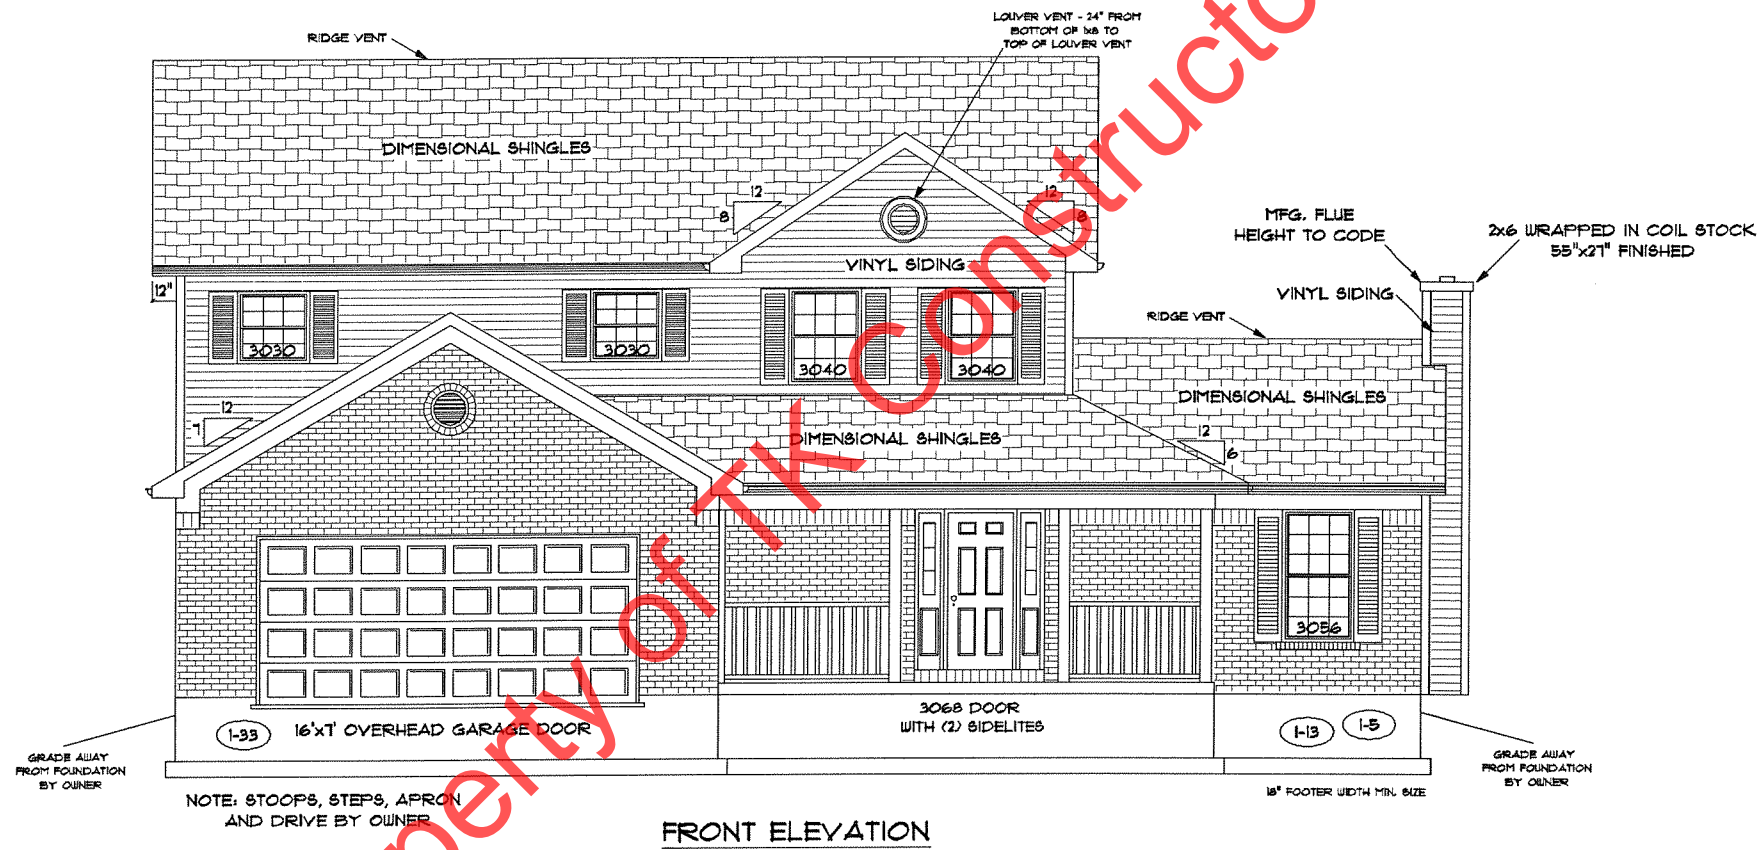 RIDGE VENT
LOUVER VENT - 24" FROM
BOTTOM OF 1x8 TO
TOP OF LOUVER VENT
DIMENSIONAL SHINGLES
12
8
12
8
MFG. FLUE
HEIGHT TO CODE
2x6 WRAPPED IN COIL STOCK
55"x27" FINISHED
VINYL SIDING
12"
VINYL SIDING
RIDGE VENT
3030
3030
3040
3040
DIMENSIONAL SHINGLES
12
7
DIMENSIONAL SHINGLES
12
6
3056
16'x7' OVERHEAD GARAGE DOOR
1-33
3068 DOOR
WITH (2) SIDELITES
1-13
1-5
GRADE AWAY
FROM FOUNDATION
BY OWNER
GRADE AWAY
FROM FOUNDATION
BY OWNER
NOTE: STOOPS, STEPS, APRON
AND DRIVE BY OWNER
18" FOOTER WIDTH MIN. SIZE
FRONT ELEVATION
perty of TK Constructo